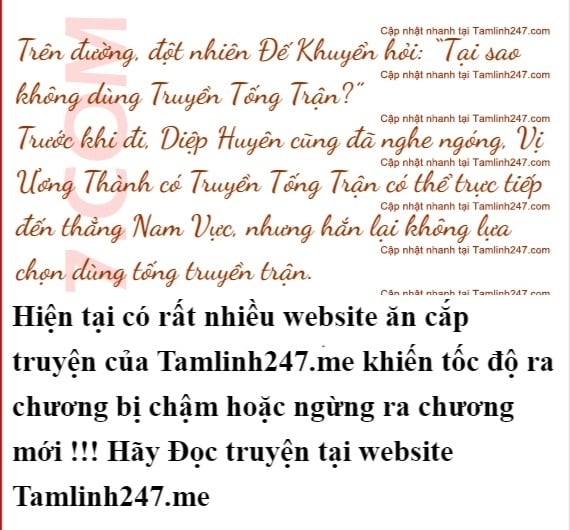 Cập nhật nhanh tại Tamlinh247.com
Trên đường, đột nhiên Đế Khuyển hỏi: “Tại sao
Cập nhật nhanh tại Tamlinh247.com
không dùng Truyền Tống Trận?”
Cập nhật nhanh tại Tamlinh247.com
Trước khi đi, Diệp Huyên cũng đã nghe ngóng, Vị
Cập nhật nhanh tại Tamlinh247.com
Ương Thành có Truyền Tống Trận có thể trực tiếp
Cập nhật nhanh tại Tamlinh247.com
đến thẳng Nam Vực, nhưng hắn lại không lựa
Cập nhật nhanh tại Tamlinh247.com
chọn dùng tống truyền trận.
Cập nhật nhanh tại Tamlinh247.com
7.COM
Hiện tại có rất nhiều website ăn cắp
truyện của Tamlinh247.me khiến tốc độ ra
chương bị chậm hoặc ngừng ra chương
mới !!! Hãy Đọc truyện tại website
Tamlinh247.me